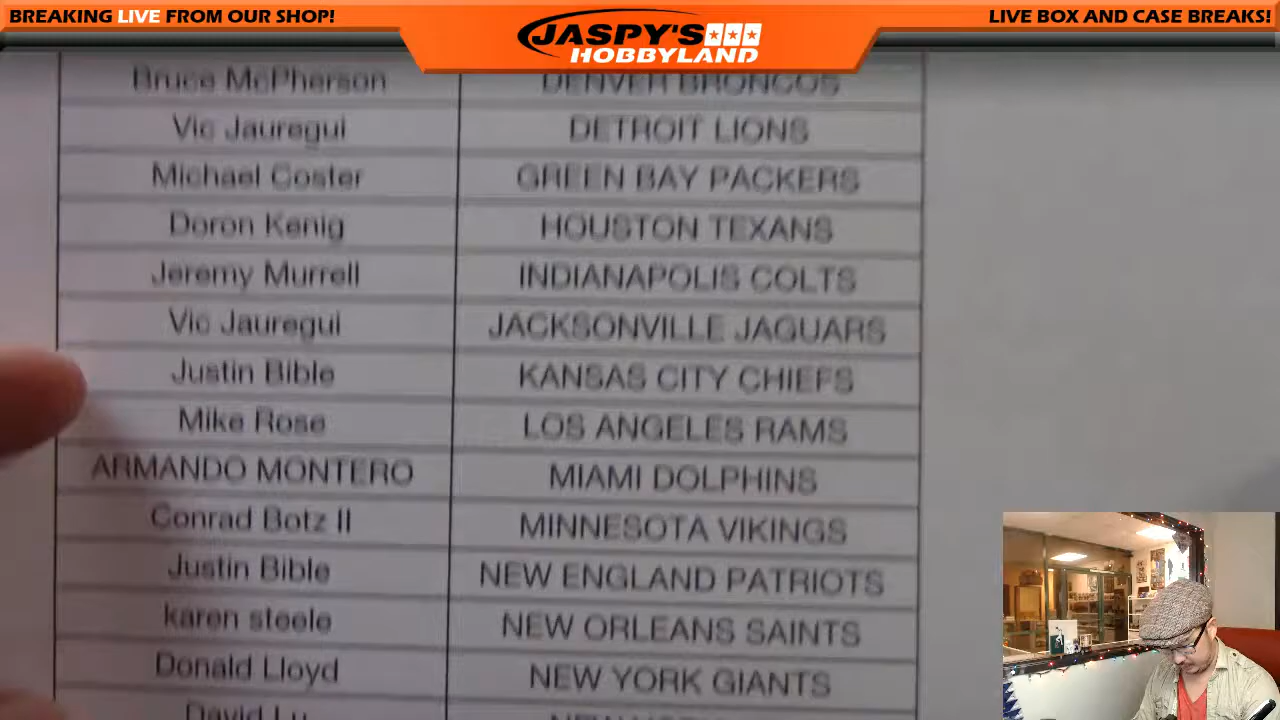 BREAKING LIVE FROM OUR SHOP!
JASPY'S
HOBBYLAND
LIVE BOX AND CASE BREAKS!
Bruce McPherson DENVER BRONCOS
Vic Jauregui DETROIT LIONS
Michael Coster GREEN BAY PACKERS
Doron Kenig HOUSTON TEXANS
Jeremy Murrell INDIANAPOLIS COLTS
Vic Jauregui JACKSONVILLE JAGUARS
Justin Bible KANSAS CITY CHIEFS
Mike Rose LOS ANGELES RAMS
ARMANDO MONTERO MIAMI DOLPHINS
Conrad Botz II MINNESOTA VIKINGS
Justin Bible NEW ENGLAND PATRIOTS
karen steele NEW ORLEANS SAINTS
Donald Lloyd NEW YORK GIANTS
David Lu NEW